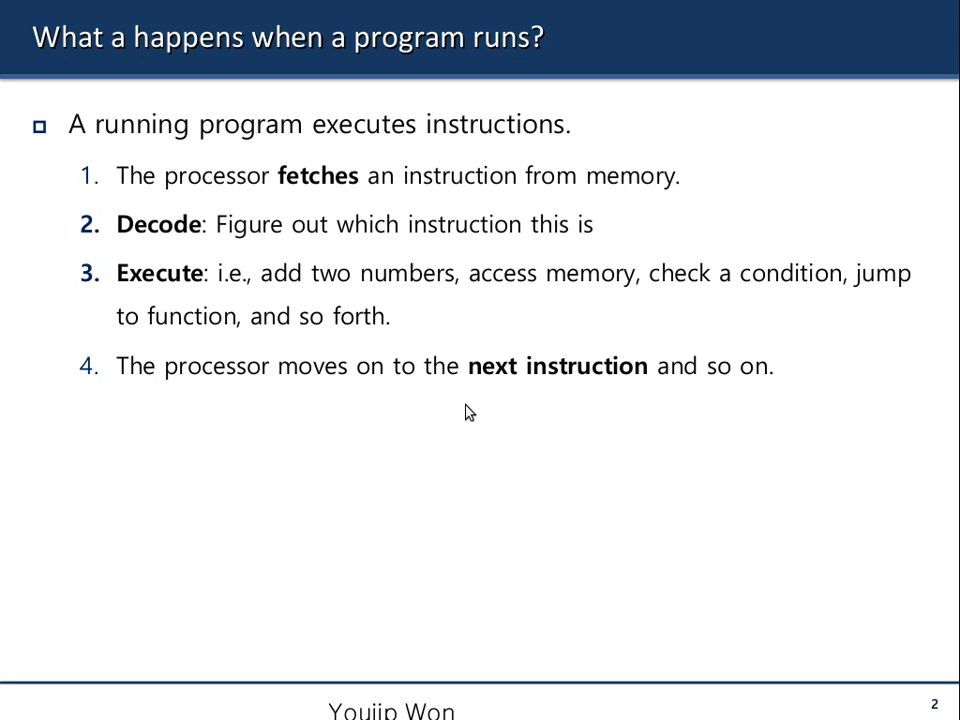 What a happens when a program runs?
A running program executes instructions.
1. The processor fetches an instruction from memory.
2. Decode: Figure out which instruction this is
3. Execute: i.e., add two numbers, access memory, check a condition, jump
to function, and so forth.
4. The processor moves on to the next instruction and so on.
2
Youjip Won